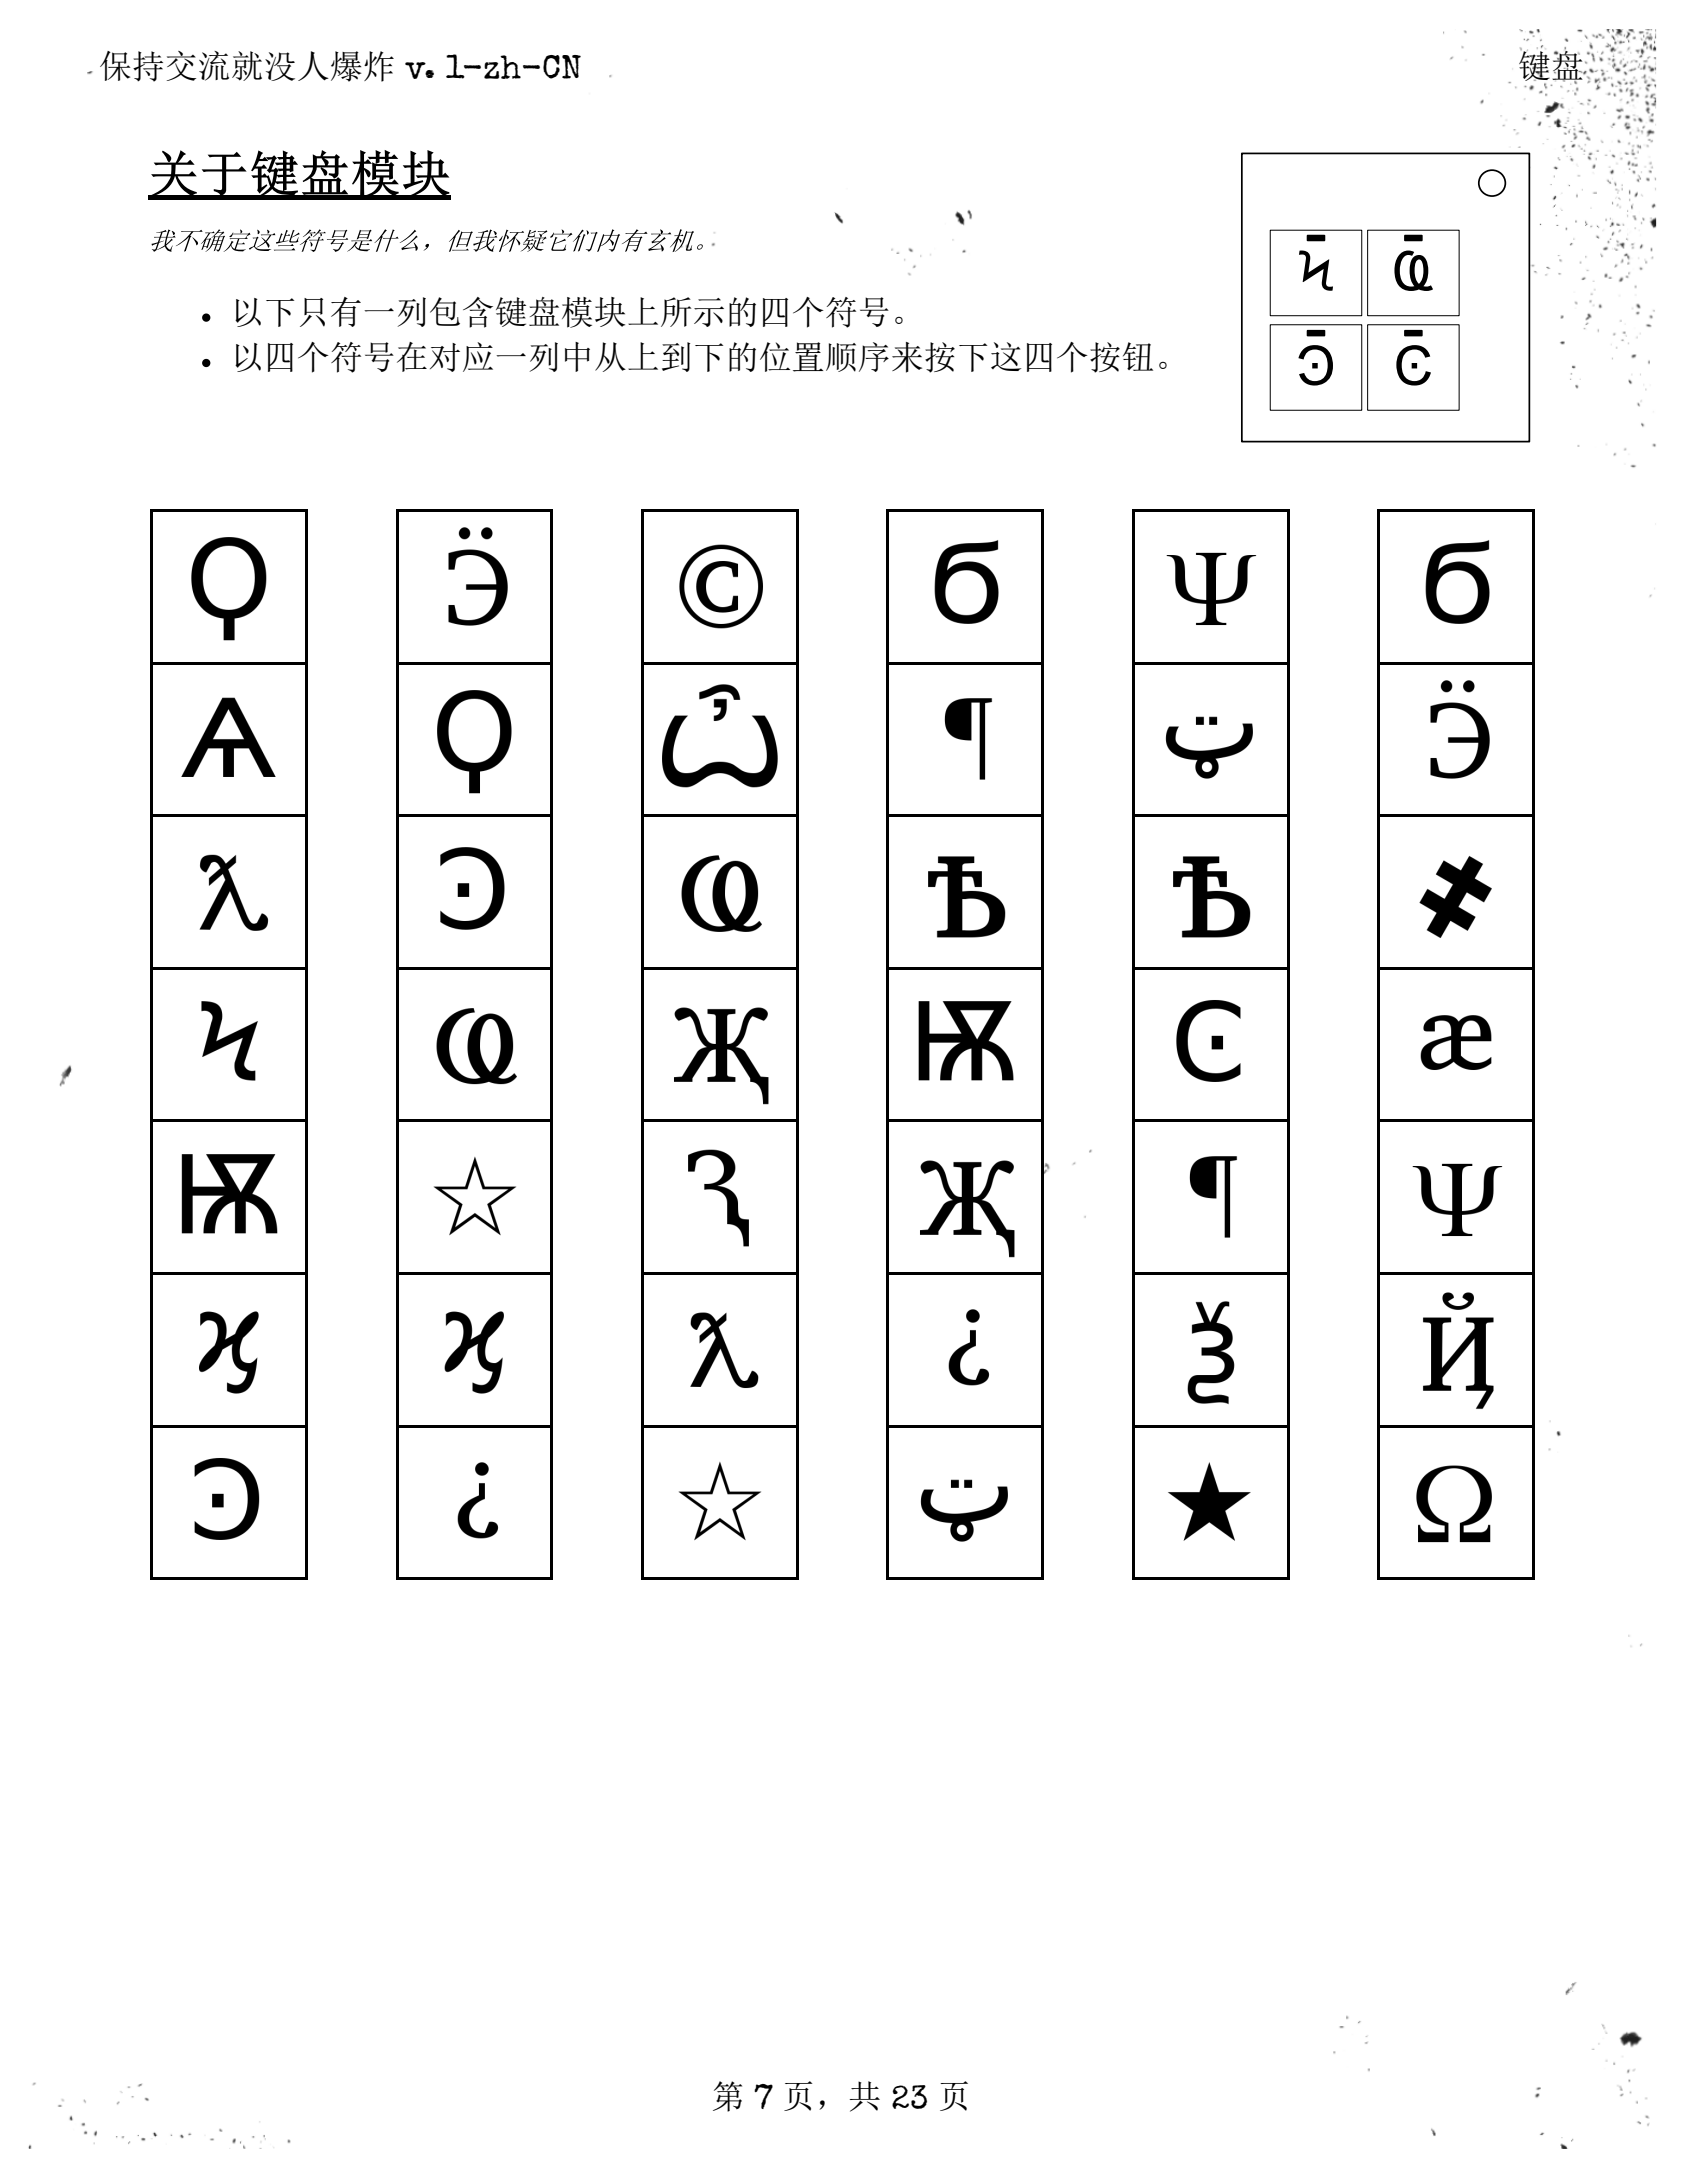 保持交流就没人爆炸 v. 1-zh-CN
键盘
关于键盘模块
我不确定这些符号是什么，但我怀疑它们内有玄机。
• 以下只有一列包含键盘模块上所示的四个符号。
• 以四个符号在对应一列中从上到下的位置顺序来按下这四个按钮。
Ϟ Ҩ
Ͽ Ͼ
Ϙ Ӭ © Ϭ Ψ Ϭ
Ѧ Ϙ Ѽ ¶ ټ Ӭ
ƛ Ͽ Ҩ Ѣ Ѣ ҂
Ϟ Ҩ Җ Ѭ Ͼ æ
Ѭ ☆ Ҙ Җ ¶ Ψ
ϗ ϗ ƛ ¿ Ѯ Ҋ
Ͽ ¿ ☆ ټ ★ Ω
第 7 页，共 23 页